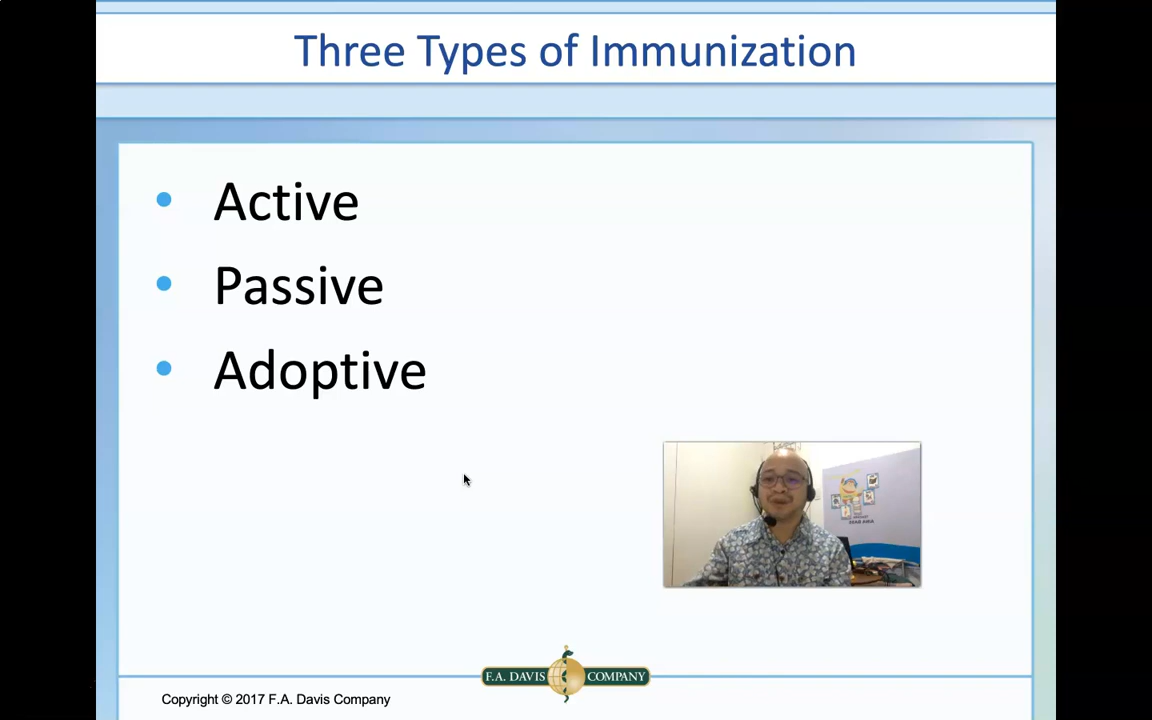 Three Types of Immunization
• Active
• Passive
• Adoptive
F.A. DAVIS COMPANY
Copyright © 2017 F.A. Davis Company